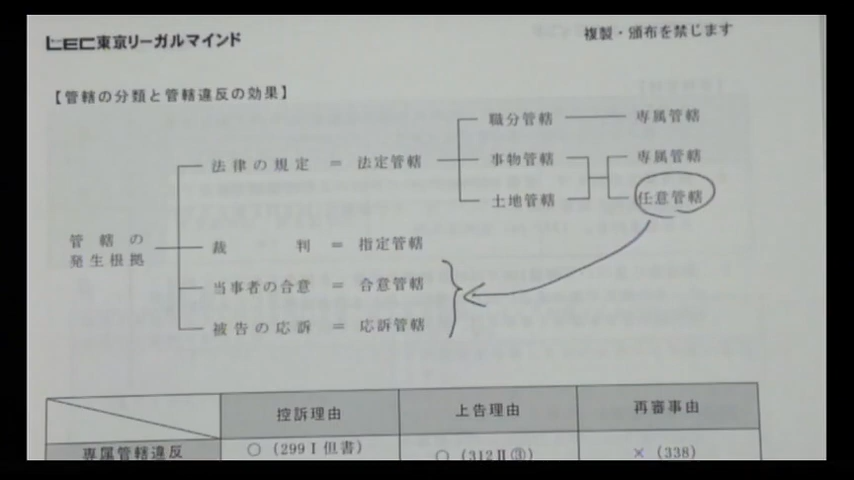 LEC東京リーガルマインド
複製・頒布を禁じます
【管轄の分類と管轄違反の効果】
職分管轄 専属管轄
法律の規定 = 法定管轄 事物管轄 専属管轄
土地管轄 任意管轄
管轄の
発生根拠
裁判 = 指定管轄
当事者の合意 = 合意管轄
被告の応訴 = 応訴管轄
控訴理由 上告理由 再審事由
専属管轄違反 ○(299Ⅰ但書) ○(312Ⅱ③) ×(338)